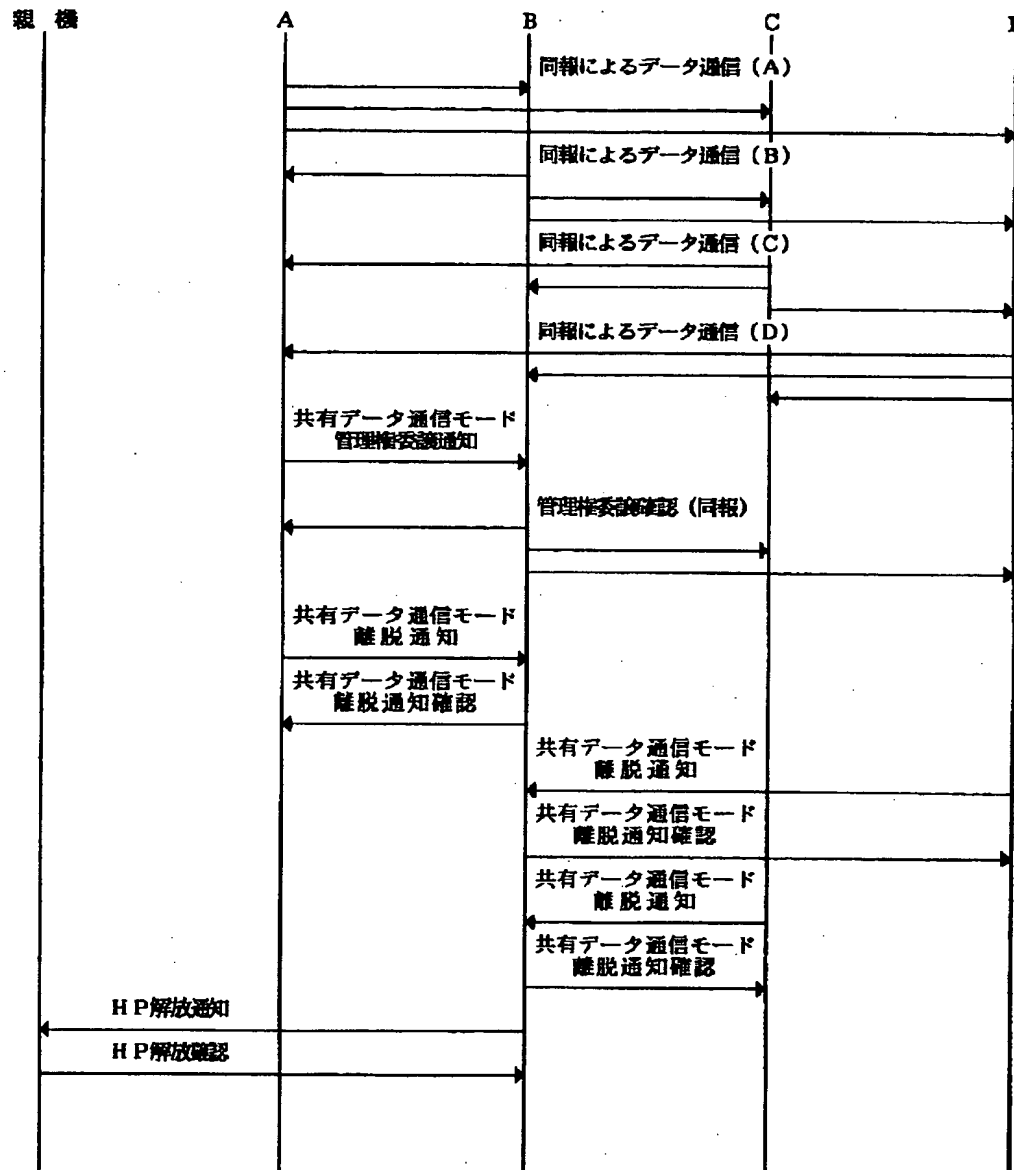 親機 A B C
同報によるデータ通信（A）
同報によるデータ通信（B）
同報によるデータ通信（C）
同報によるデータ通信（D）
共有データ通信モード
管理権委譲通知
管理権委譲確認（同報）
共有データ通信モード
離脱通知
共有データ通信モード
離脱通知確認
共有データ通信モード
離脱通知
共有データ通信モード
離脱通知確認
共有データ通信モード
離脱通知
共有データ通信モード
離脱通知確認
HP解放通知
HP解放確認